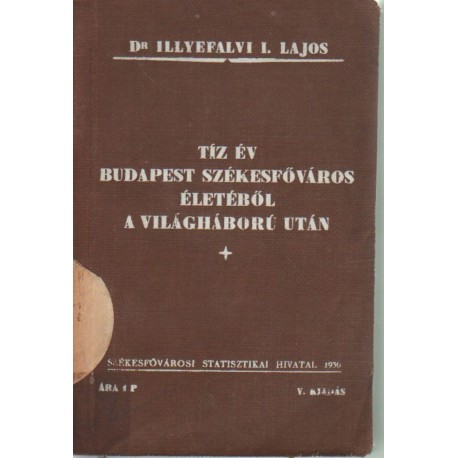 Dr ILLYEFALVI I. LAJOS
TÍZ ÉV
BUDAPEST SZÉKESFŐVÁROS
ÉLETÉBŐL
A VILÁGHÁBORÚ UTÁN
SZÉKESFŐVÁROSI STATISZTIKAI HIVATAL 1930
ÁRA 1 P
V. KIADÁS